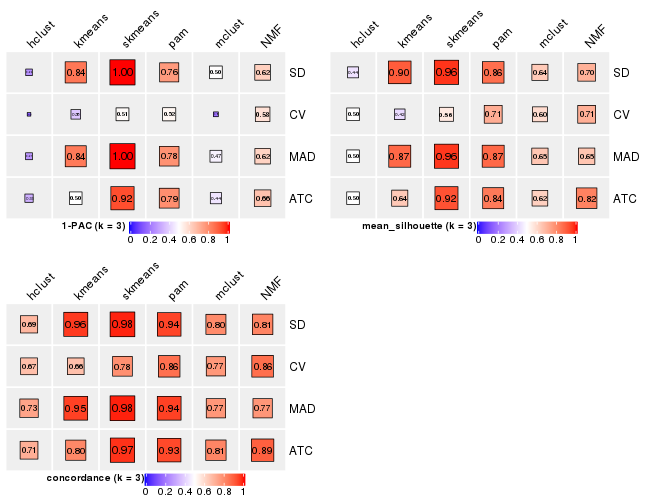 hclust kmeans skmeans pam mclust NMF
0.84 1.00 0.76 0.50 0.62 SD
0.51 0.52 0.58 CV
0.84 1.00 0.78 0.47 0.62 MAD
0.50 0.92 0.79 0.44 0.66 ATC
1-PAC (k = 3)
0 0.2 0.4 0.6 0.8 1
hclust kmeans skmeans pam mclust NMF
0.44 0.90 0.96 0.86 0.64 0.70 SD
0.50 0.56 0.71 0.60 0.71 CV
0.50 0.87 0.96 0.87 0.65 0.65 MAD
0.50 0.64 0.92 0.84 0.62 0.82 ATC
mean_silhouette (k = 3)
0 0.2 0.4 0.6 0.8 1
hclust kmeans skmeans pam mclust NMF
0.69 0.96 0.98 0.94 0.80 0.81 SD
0.67 0.66 0.78 0.86 0.77 0.86 CV
0.73 0.95 0.98 0.94 0.77 0.77 MAD
0.71 0.80 0.97 0.93 0.81 0.89 ATC
concordance (k = 3)
0 0.2 0.4 0.6 0.8 1